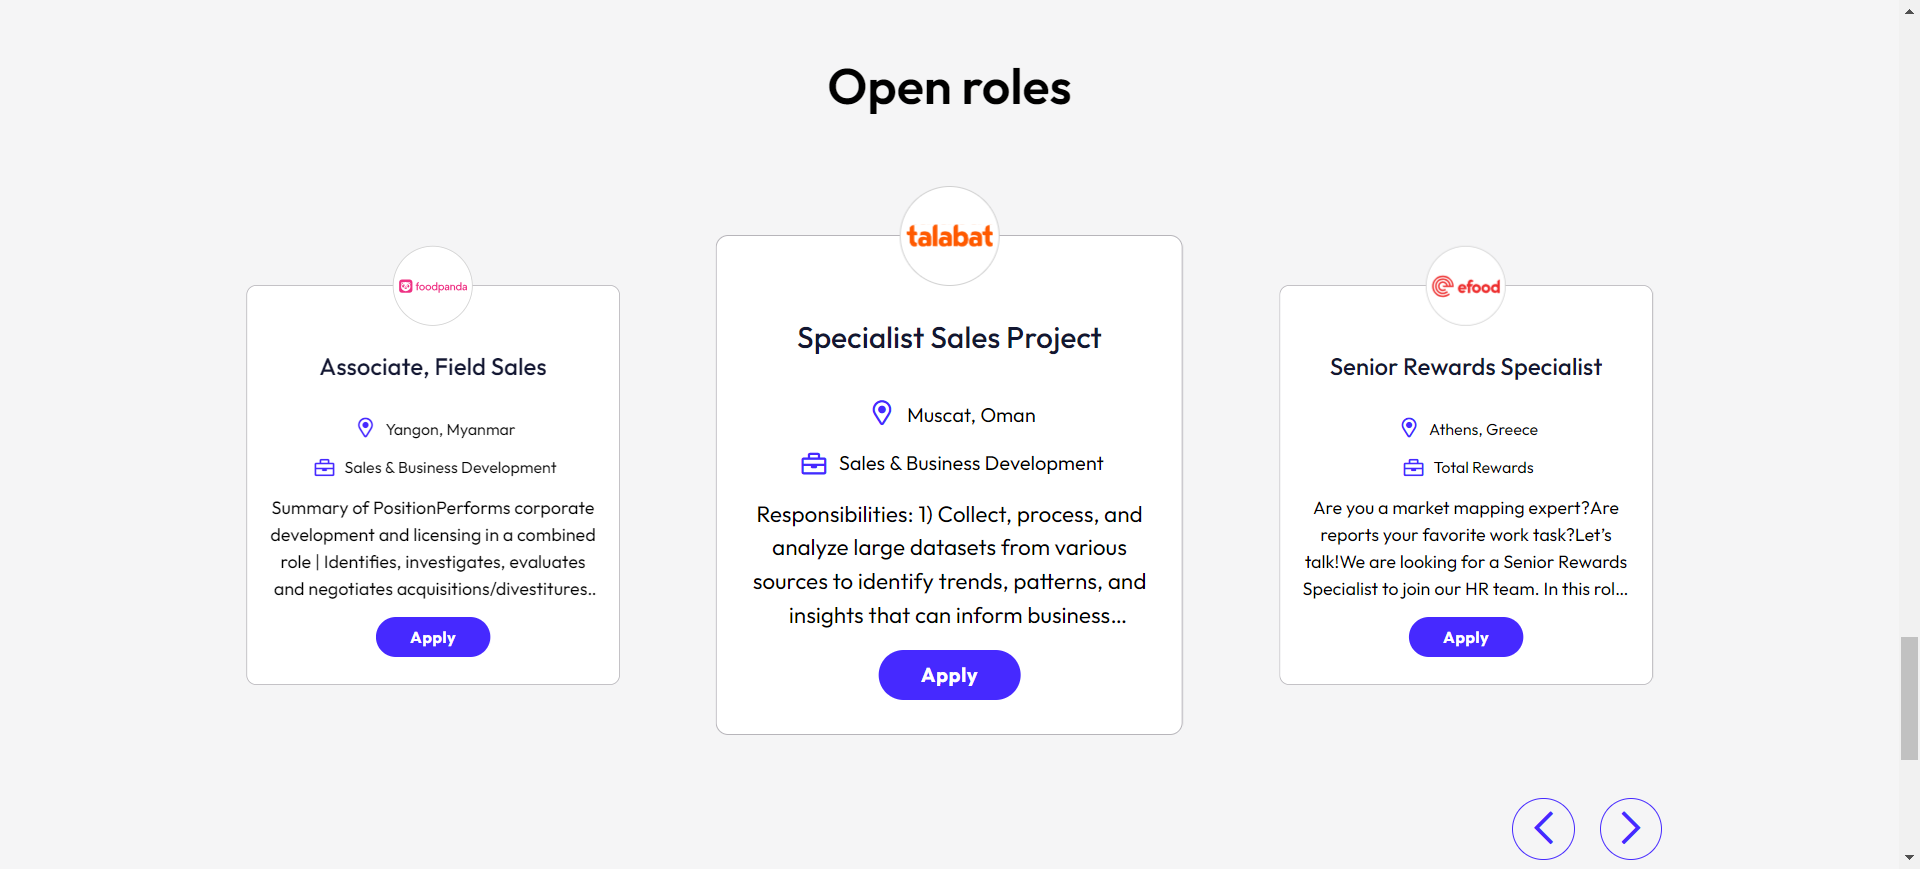 Open roles
foodpanda
Associate, Field Sales
Yangon, Myanmar
Sales & Business Development
Summary of PositionPerforms corporate
development and licensing in a combined
role | Identifies, investigates, evaluates
and negotiates acquisitions/divestitures..
Apply
talabat
Specialist Sales Project
Muscat, Oman
Sales & Business Development
Responsibilities: 1) Collect, process, and
analyze large datasets from various
sources to identify trends, patterns, and
insights that can inform business...
Apply
efood
Senior Rewards Specialist
Athens, Greece
Total Rewards
Are you a market mapping expert?Are
reports your favorite work task?Let's
talk!We are looking for a Senior Rewards
Specialist to join our HR team. In this rol...
Apply